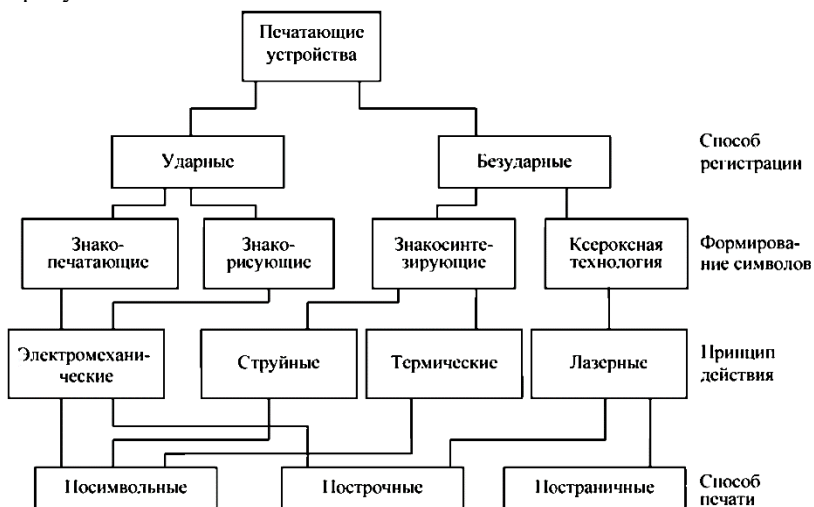 Печатающие
устройства
Ударные
Безударные
Способ
регистрации
Знако-
печатающие
Знако-
рисующие
Знакосинте-
зирующие
Ксероксная
технология
Формирова-
ние символов
Электромехани-
ческие
Струйные
Термические
Лазерные
Принцип
действия
Посимвольные
Построчные
Постраничные
Способ
печати